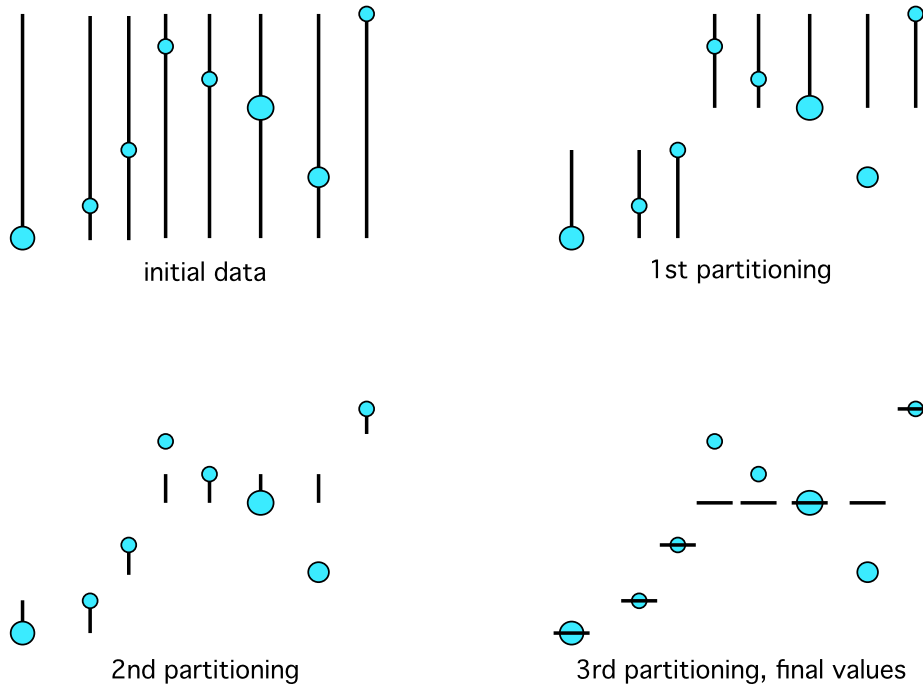 initial data
1st partitioning
2nd partitioning
3rd partitioning, final values